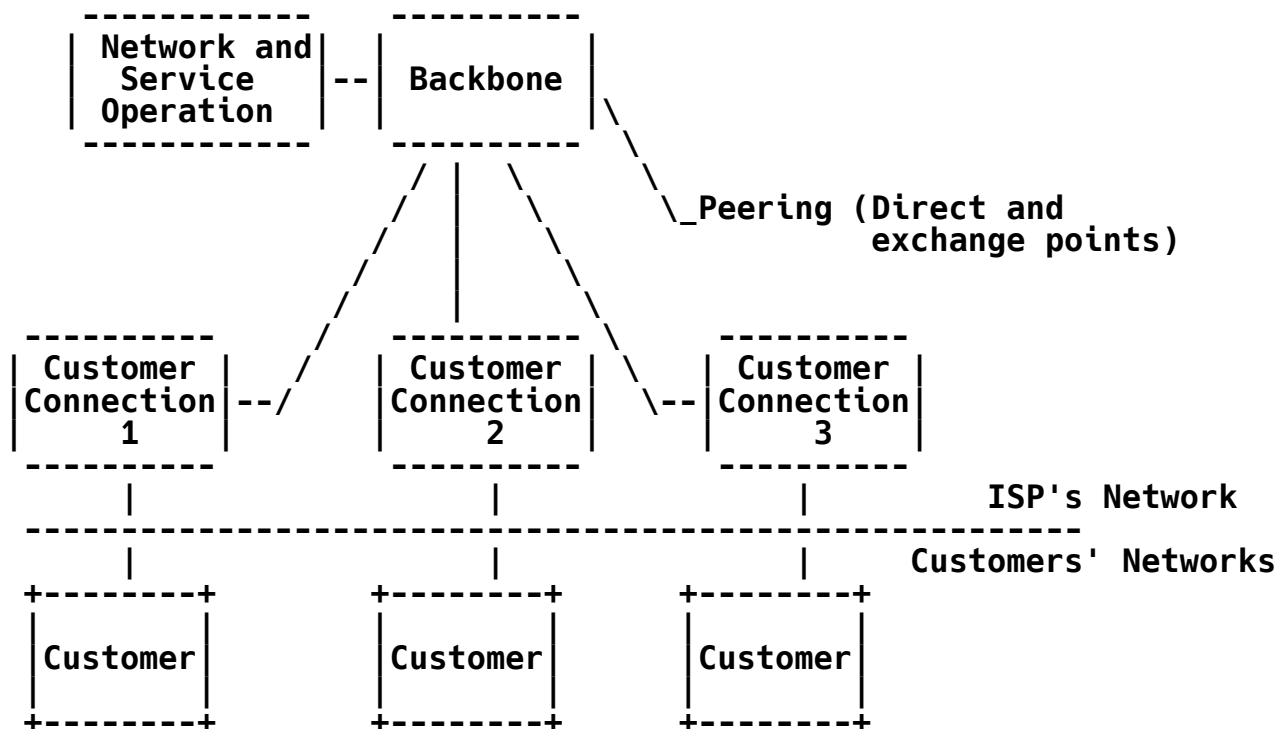 Network and
Service
Operation
Backbone
Peering (Direct and
exchange points)
Customer
Connection
1
Customer
Connection
2
Customer
Connection
3
ISP's Network
Customers' Networks
Customer
Customer
Customer